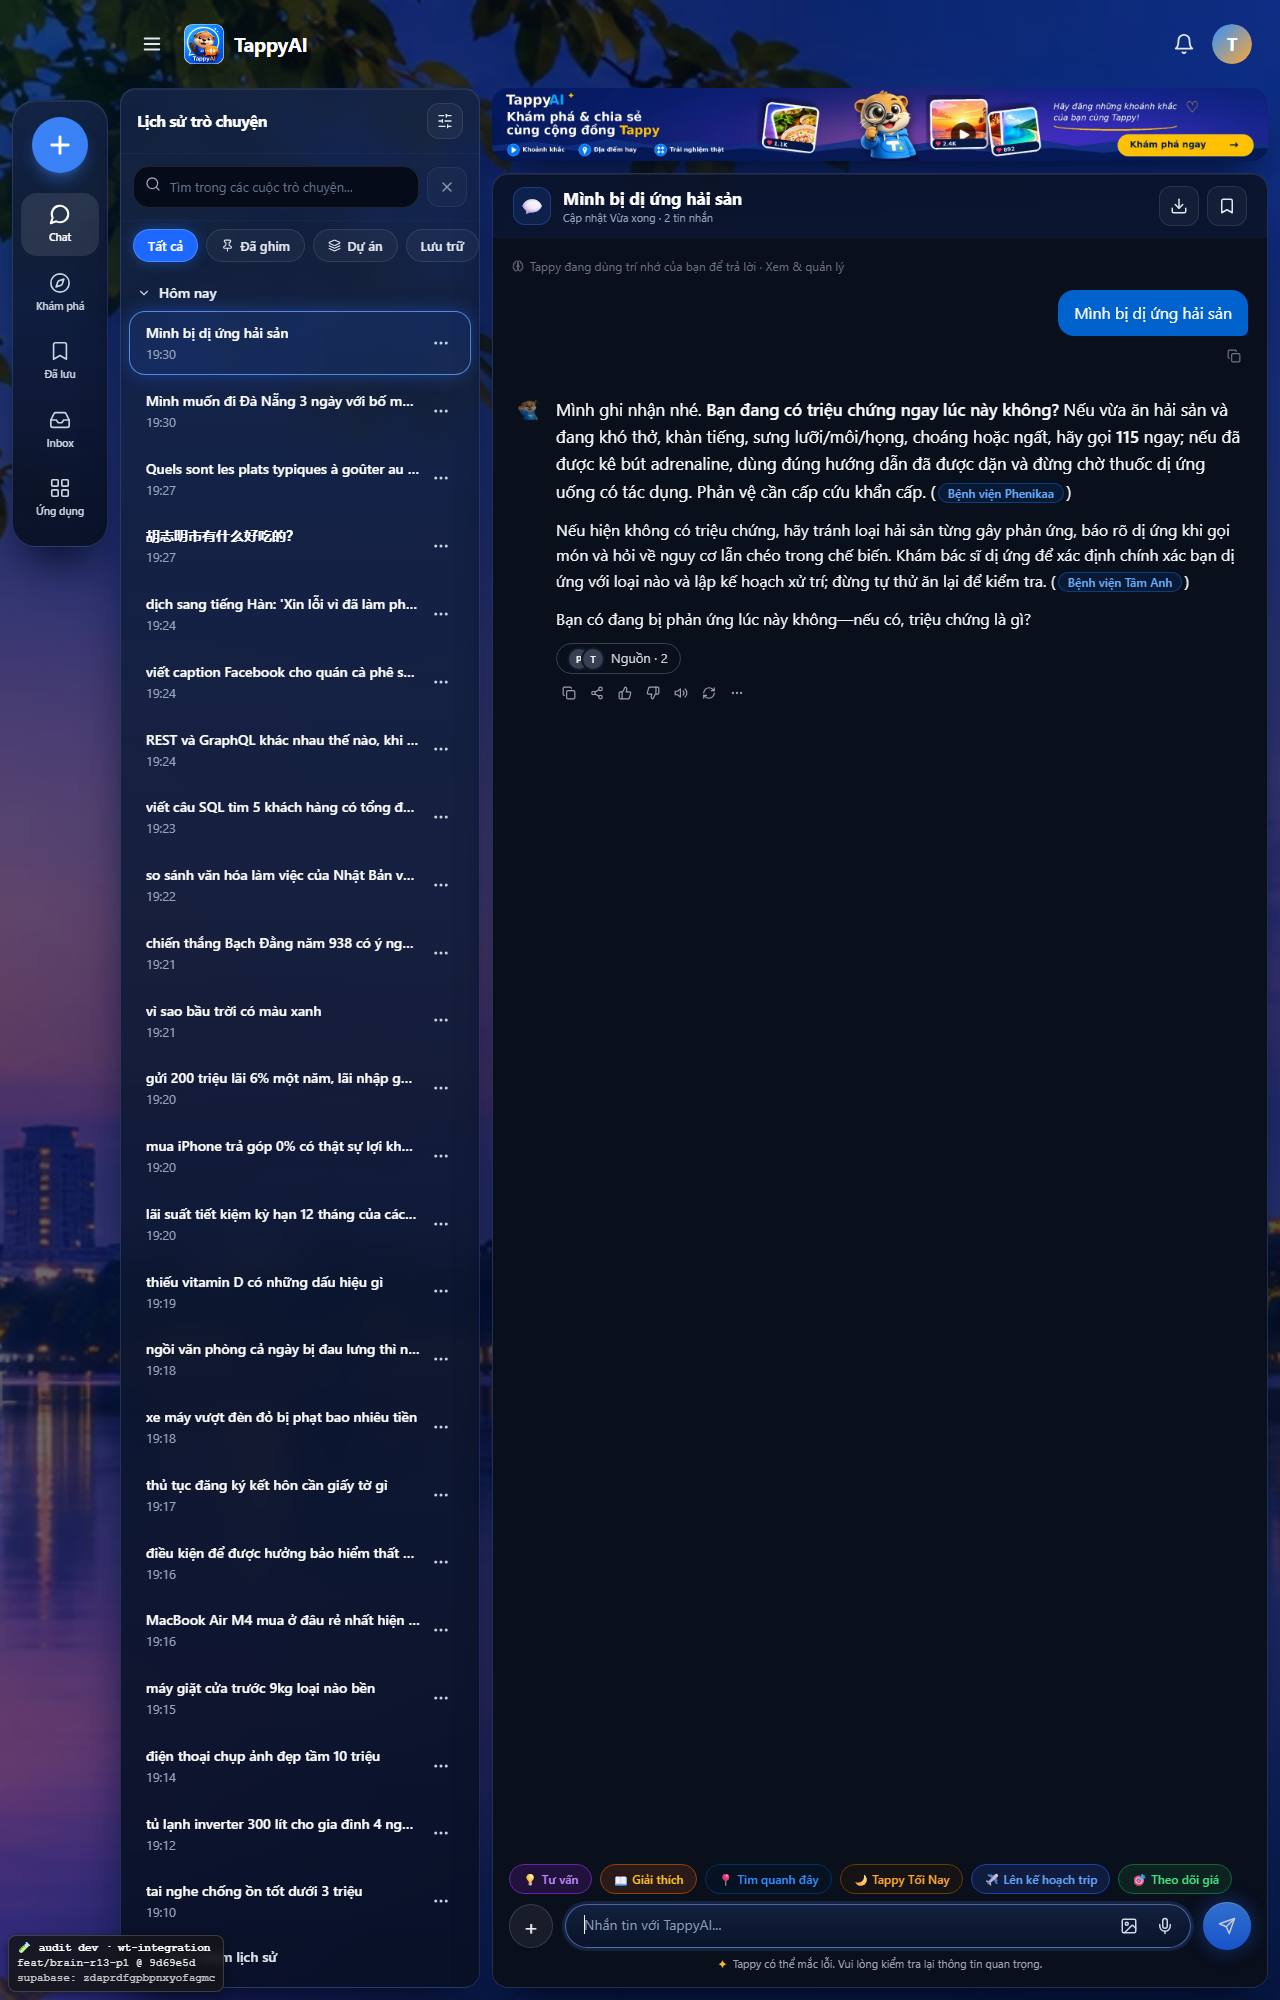 TappyAI
T
Chat
Khám phá
Đã lưu
Inbox
Ứng dụng
Lịch sử trò chuyện
Tìm trong các cuộc trò chuyện...
Tất cả
Đã ghim
Dự án
Lưu trữ
Hôm nay
Mình bị dị ứng hải sản
19:30
Mình muốn đi Đà Nẵng 3 ngày với bố m...
19:30
Quels sont les plats typiques à goûter au ...
19:27
胡志明市有什么好吃的?
19:27
dịch sang tiếng Hàn: 'Xin lỗi vì đã làm ph...
19:24
viết caption Facebook cho quán cà phê s...
19:24
REST và GraphQL khác nhau thế nào, khi ...
19:24
viết câu SQL tìm 5 khách hàng có tổng đ...
19:23
so sánh văn hóa làm việc của Nhật Bản v...
19:22
chiến thắng Bạch Đằng năm 938 có ý ng...
19:21
vì sao bầu trời có màu xanh
19:21
gửi 200 triệu lãi 6% một năm, lãi nhập g...
19:20
mua iPhone trả góp 0% có thật sự lợi kh...
19:20
lãi suất tiết kiệm kỳ hạn 12 tháng của các...
19:20
thiếu vitamin D có những dấu hiệu gì
19:19
ngồi văn phòng cả ngày bị đau lưng thì n...
19:18
xe máy vượt đèn đỏ bị phạt bao nhiêu tiền
19:18
thủ tục đăng ký kết hôn cần giấy tờ gì
19:17
điều kiện để được hưởng bảo hiểm thất ...
19:16
MacBook Air M4 mua ở đâu rẻ nhất hiện ...
19:16
máy giặt cửa trước 9kg loại nào bền
19:15
điện thoại chụp ảnh đẹp tầm 10 triệu
19:14
tủ lạnh inverter 300 lít cho gia đình 4 ng...
19:12
tai nghe chống ồn tốt dưới 3 triệu
19:10
m lịch sử
audit dev · wt-integration
feat/brain-r13-p1 @ 9d69e5d
supabase: zdaprdfgpbpnxyofagmc
TappyAI
Khám phá & chia sẻ
cùng cộng đồng Tappy
Khoảnh khắc
Địa điểm hay
Trải nghiệm thật
1.1K
2.4K
892
Hãy đăng những khoảnh khắc
của bạn cùng Tappy!
Khám phá ngay →
Mình bị dị ứng hải sản
Cập nhật Vừa xong · 2 tin nhắn
Tappy đang dùng trí nhớ của bạn để trả lời · Xem & quản lý
Mình bị dị ứng hải sản
Mình ghi nhận nhé. Bạn đang có triệu chứng ngay lúc này không? Nếu vừa ăn hải sản và
đang khó thở, khàn tiếng, sưng lưỡi/môi/họng, choáng hoặc ngất, hãy gọi 115 ngay; nếu đã
được kê bút adrenaline, dùng đúng hướng dẫn đã được dặn và đừng chờ thuốc dị ứng
uống có tác dụng. Phản vệ cần cấp cứu khẩn cấp. ( Bệnh viện Phenikaa )
Nếu hiện không có triệu chứng, hãy tránh loại hải sản từng gây phản ứng, báo rõ dị ứng khi gọi
món và hỏi về nguy cơ lẫn chéo trong chế biến. Khám bác sĩ dị ứng để xác định chính xác bạn dị
ứng với loại nào và lập kế hoạch xử trí; đừng tự thử ăn lại để kiểm tra. ( Bệnh viện Tâm Anh )
Bạn có đang bị phản ứng lúc này không—nếu có, triệu chứng là gì?
P T Nguồn · 2
Tư vấn
Giải thích
Tìm quanh đây
Tappy Tối Nay
Lên kế hoạch trip
Theo dõi giá
Nhắn tin với TappyAI...
Tappy có thể mắc lỗi. Vui lòng kiểm tra lại thông tin quan trọng.